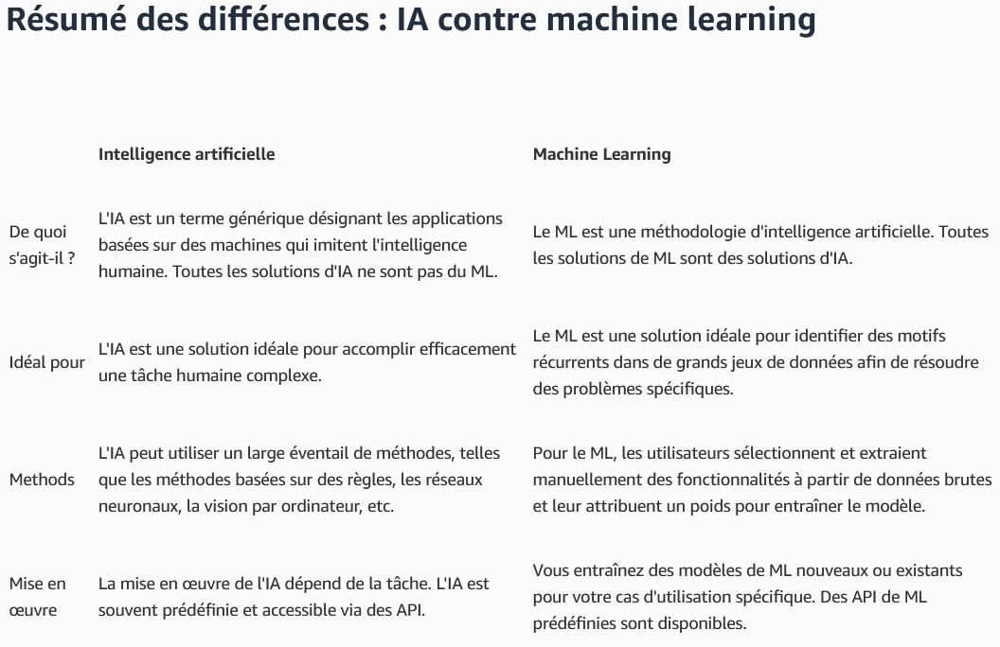 Résumé des différences : IA contre machine learning
Intelligence artificielle
Machine Learning
De quoi
s'agit-il ?
L'IA est un terme générique désignant les applications
basées sur des machines qui imitent l'intelligence
humaine. Toutes les solutions d'IA ne sont pas du ML.
Le ML est une méthodologie d'intelligence artificielle. Toutes
les solutions de ML sont des solutions d'IA.
Idéal pour
L'IA est une solution idéale pour accomplir efficacement
une tâche humaine complexe.
Le ML est une solution idéale pour identifier des motifs
récurrents dans de grands jeux de données afin de résoudre
des problèmes spécifiques.
Methods
L'IA peut utiliser un large éventail de méthodes, telles
que les méthodes basées sur des règles, les réseaux
neuronaux, la vision par ordinateur, etc.
Pour le ML, les utilisateurs sélectionnent et extraient
manuellement des fonctionnalités à partir de données brutes
et leur attribuent un poids pour entraîner le modèle.
Mise en
œuvre
La mise en œuvre de l'IA dépend de la tâche. L'IA est
souvent prédéfinie et accessible via des API.
Vous entraînez des modèles de ML nouveaux ou existants
pour votre cas d'utilisation spécifique. Des API de ML
prédéfinies sont disponibles.